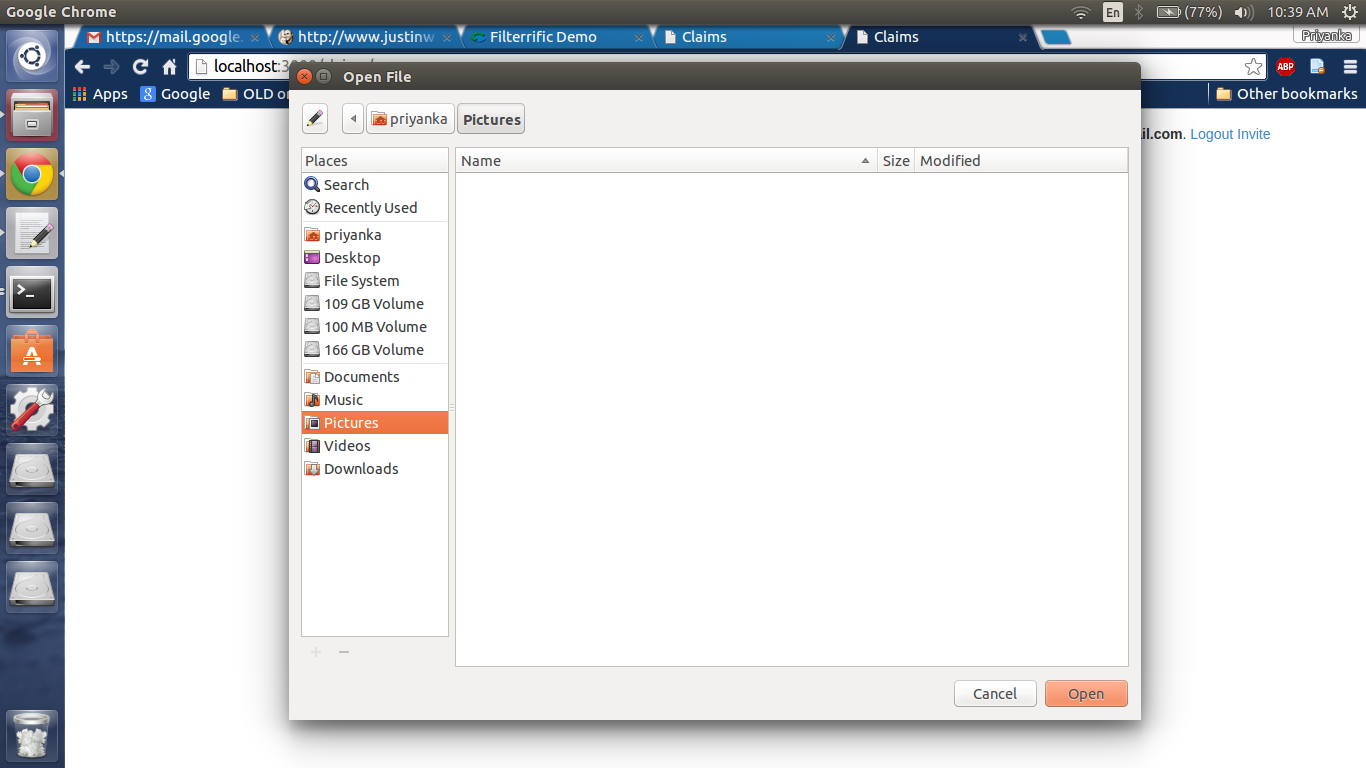 Google Chrome
En
(77%)
10:39 AM
https://mail.google.
http://www.justinw
Filterrific Demo
Claims
Claims
Priyanka
localhost:3
ABP
Apps
Google
OLD or
Other bookmarks
Open File
priyanka
Pictures
il.com. Logout Invite
Places
Name
Size
Modified
Search
Recently Used
priyanka
Desktop
File System
109 GB Volume
100 MB Volume
166 GB Volume
Documents
Music
Pictures
Videos
Downloads
Cancel
Open